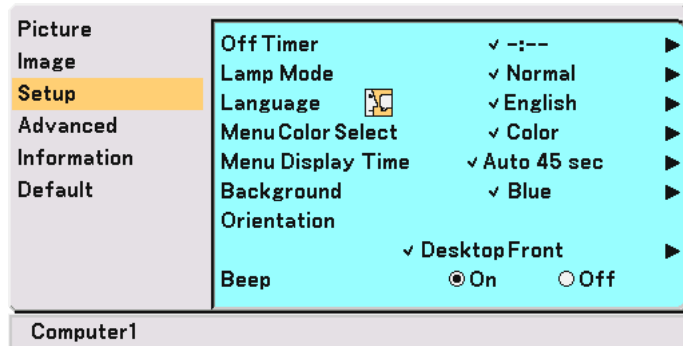 Picture
Image
Setup
Advanced
Information
Default
Off Timer ✓ -:-- ▶
Lamp Mode ✓ Normal ▶
Language ✓ English ▶
Menu Color Select ✓ Color ▶
Menu Display Time ✓ Auto 45 sec ▶
Background ✓ Blue ▶
Orientation
✓ Desktop Front ▶
Beep On Off
Computer1